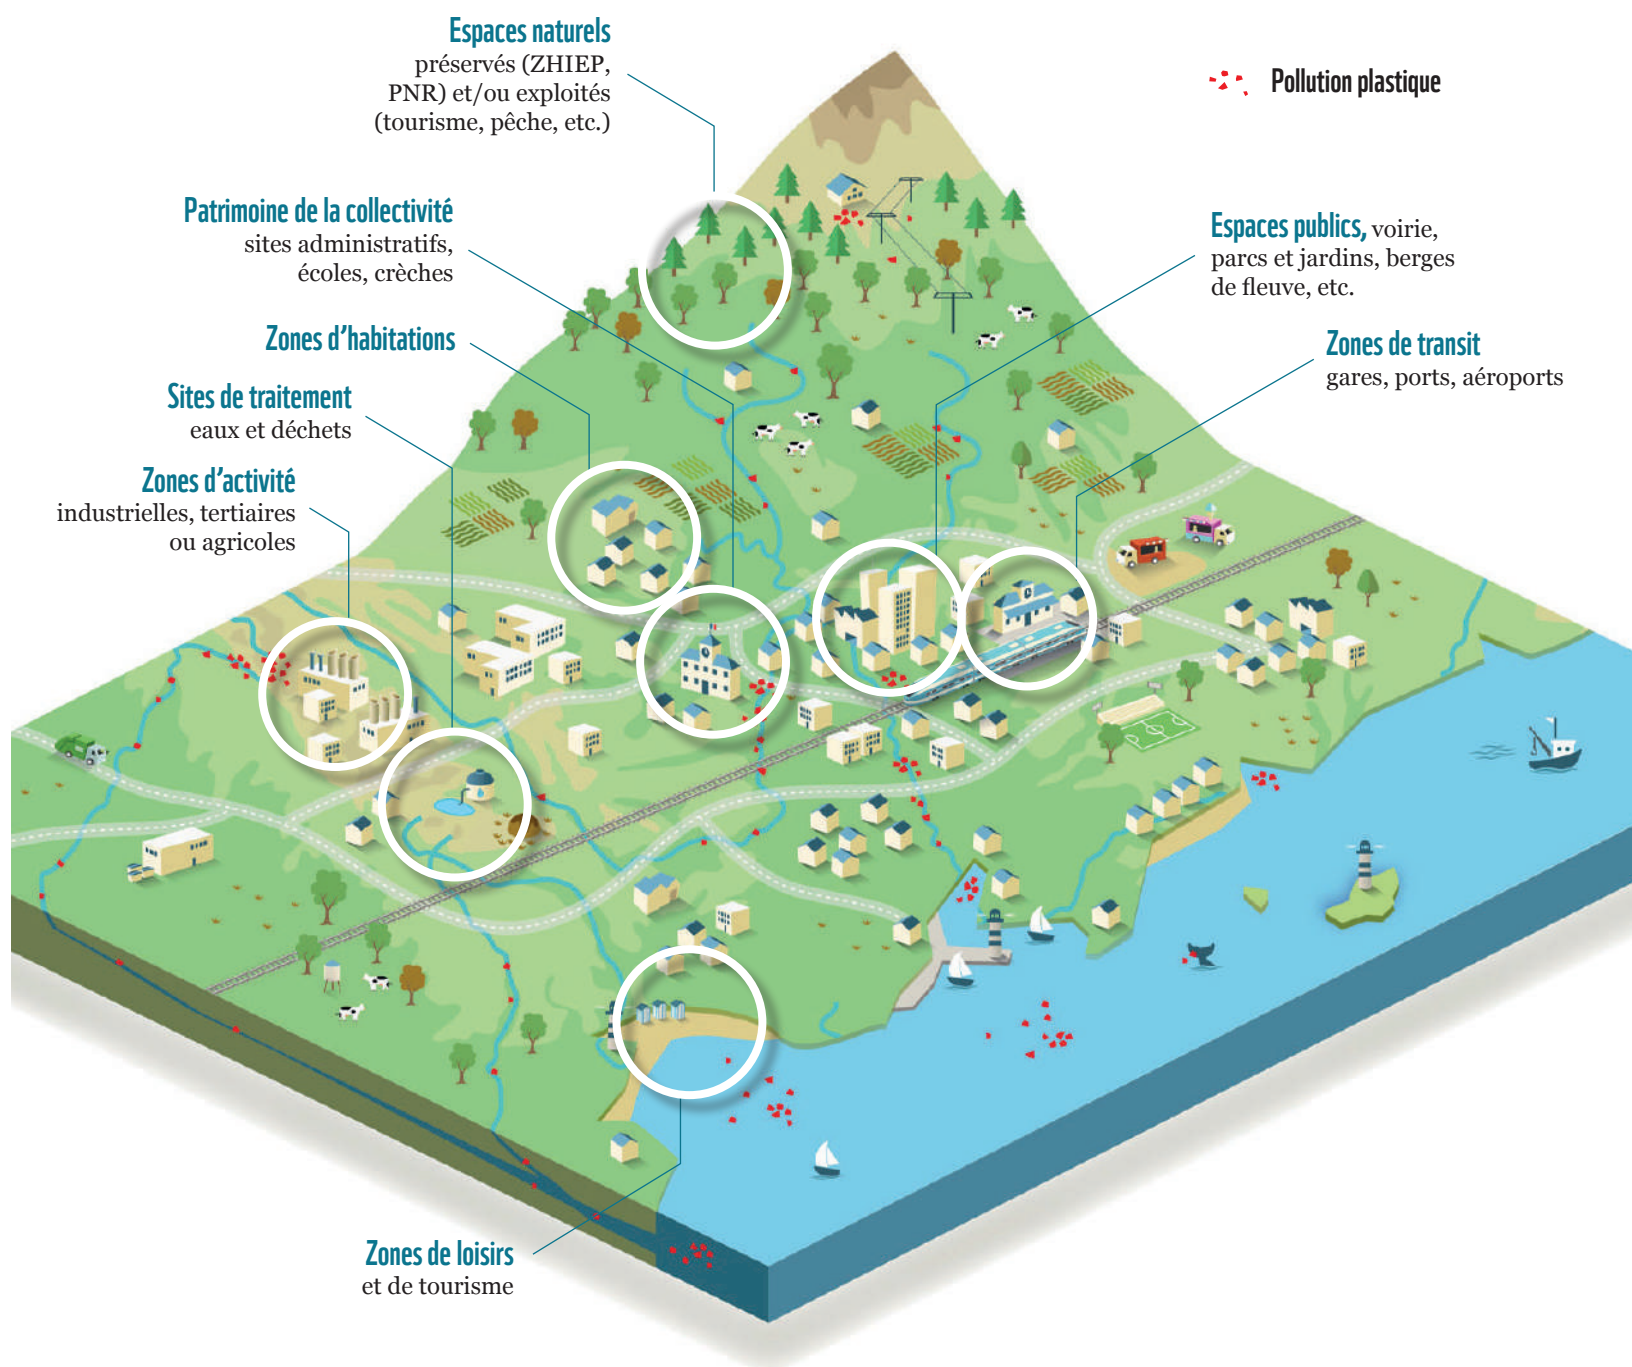 Espaces naturels
préservés (ZHIEP,
PNR) et/ou exploités
(tourisme, pêche, etc.)
Pollution plastique
Patrimoine de la collectivité
sites administratifs,
écoles, crèches
Espaces publics, voirie,
parcs et jardins, berges
de fleuve, etc.
Zones d’habitations
Zones de transit
gares, ports, aéroports
Sites de traitement
eaux et déchets
Zones d’activité
industrielles, tertiaires
ou agricoles
Zones de loisirs
et de tourisme